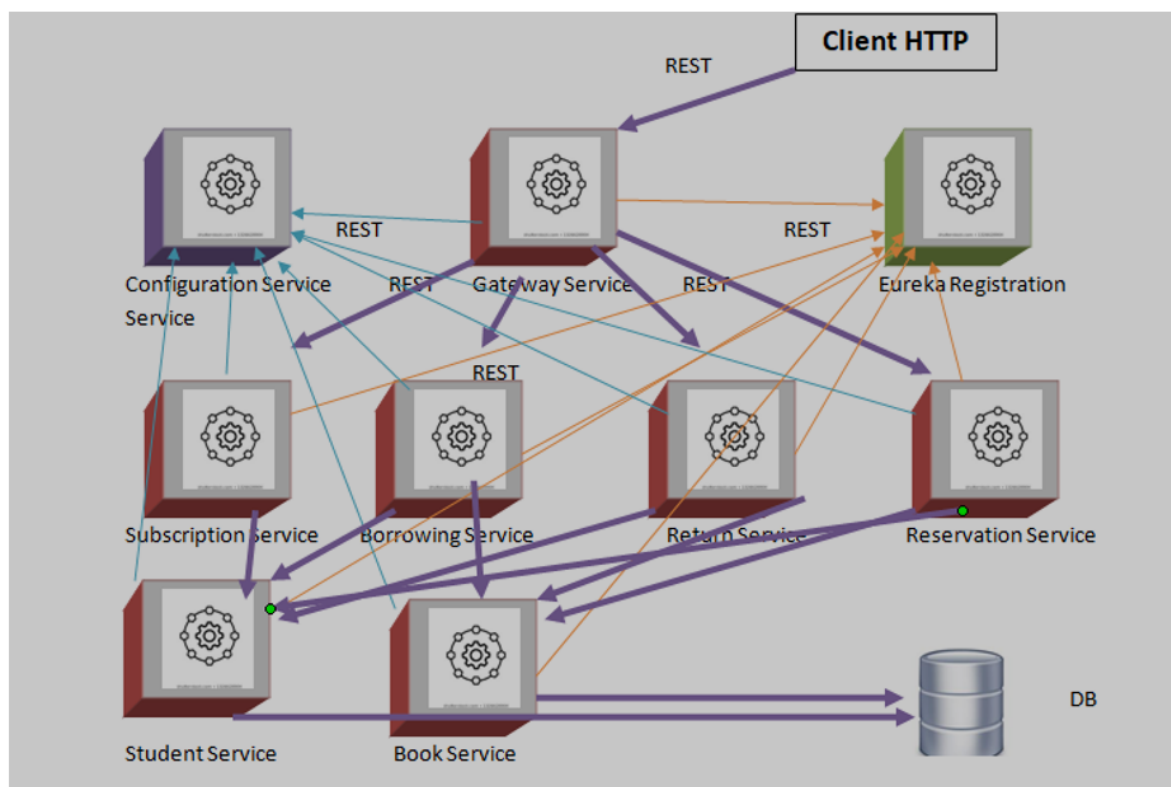 Client HTTP
REST
REST
REST
Configuration Service
Service
REST
Gateway Service
REST
Eureka Registration
REST
Subscription Service
Borrowing Service
Return Service
Reservation Service
DB
Student Service
Book Service